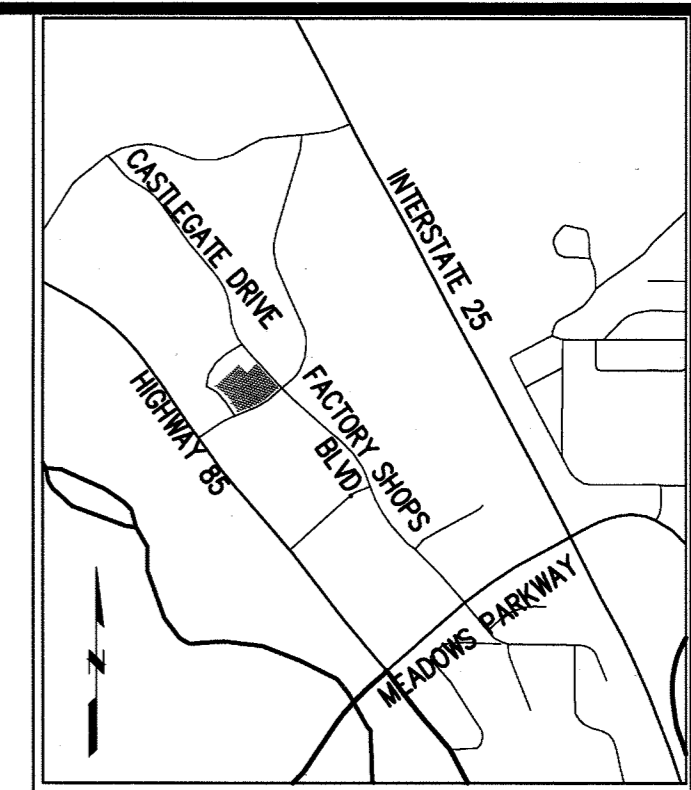 CASTLEGATE DRIVE
INTERSTATE 25
HIGHWAY 85
FACTORY SHOPS
BLVD.
MEADOWS PARKWAY
N